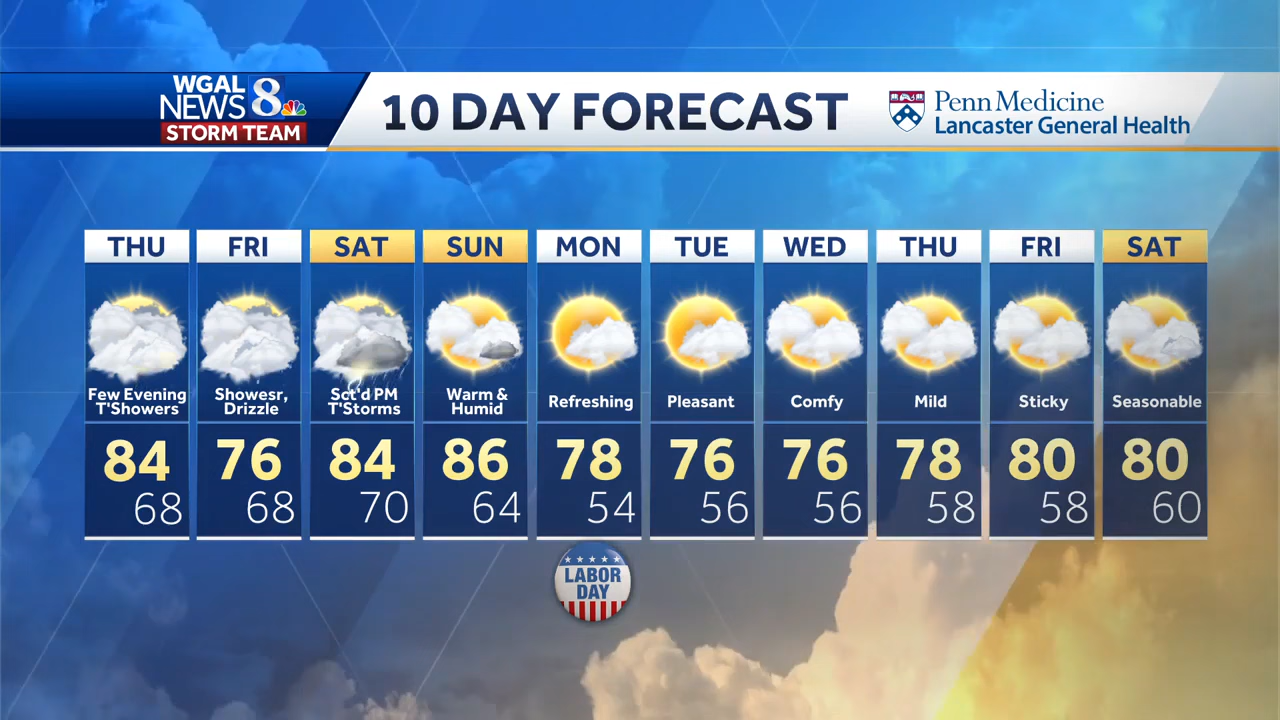 WGAL
NEWS 8
STORM TEAM
10 DAY FORECAST
Penn Medicine
Lancaster General Health
THU
Few Evening
T'Showers
84
68
FRI
Showesr,
Drizzle
76
68
SAT
Sct'd PM
T'Storms
84
70
SUN
Warm &
Humid
86
64
MON
Refreshing
78
54
LABOR
DAY
TUE
Pleasant
76
56
WED
Comfy
76
56
THU
Mild
78
58
FRI
Sticky
80
58
SAT
Seasonable
80
60